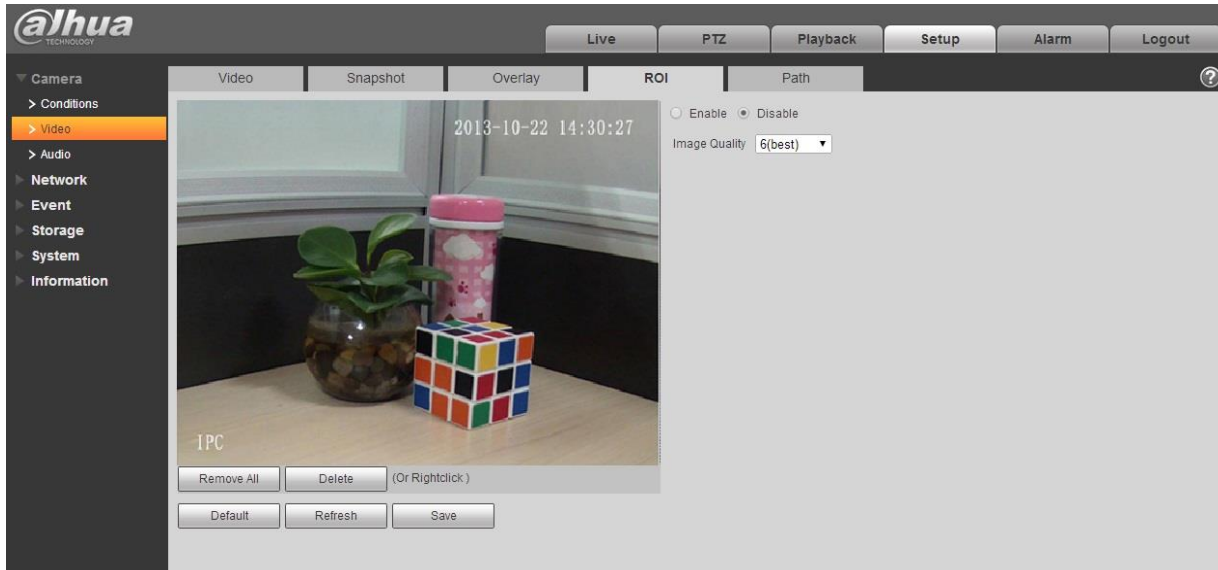 alhua
TECHNOLOGY
Live PTZ Playback Setup Alarm Logout
Camera
> Conditions
> Video
> Audio
Network
Event
Storage
System
Information
Video Snapshot Overlay ROI Path
?
2013-10-22 14:30:27
IPC
Enable Disable
Image Quality 6(best)
Remove All Delete (Or Rightclick )
Default Refresh Save